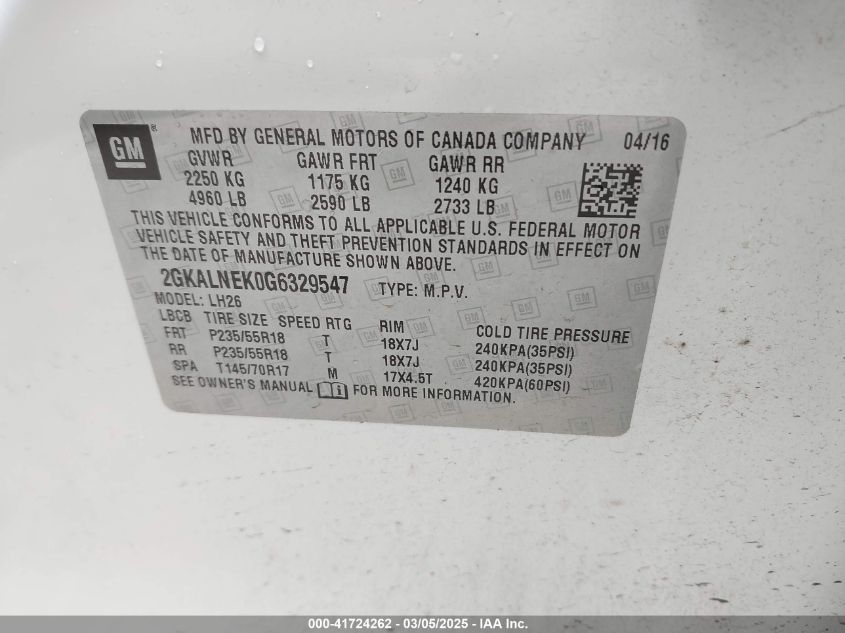 GM
MFD BY GENERAL MOTORS OF CANADA COMPANY 04/16
GVWR GAWR FRT GAWR RR
2250 KG 1175 KG 1240 KG
4960 LB 2590 LB 2733 LB
THIS VEHICLE CONFORMS TO ALL APPLICABLE U.S. FEDERAL MOTOR
VEHICLE SAFETY AND THEFT PREVENTION STANDARDS IN EFFECT ON
THE DATE OF MANUFACTURE SHOWN ABOVE.
2GKALNEK0G6329547 TYPE: M.P.V.
MODEL: LH26
LBCB TIRE SIZE SPEED RTG RIM COLD TIRE PRESSURE
FRT P235/55R18 T 18X7J 240KPA(35PSI)
RR P235/55R18 T 18X7J 240KPA(35PSI)
SPA T145/70R17 M 17X4.5T 420KPA(60PSI)
SEE OWNER'S MANUAL FOR MORE INFORMATION.
000-41724262 - 03/05/2025 - IAA Inc.